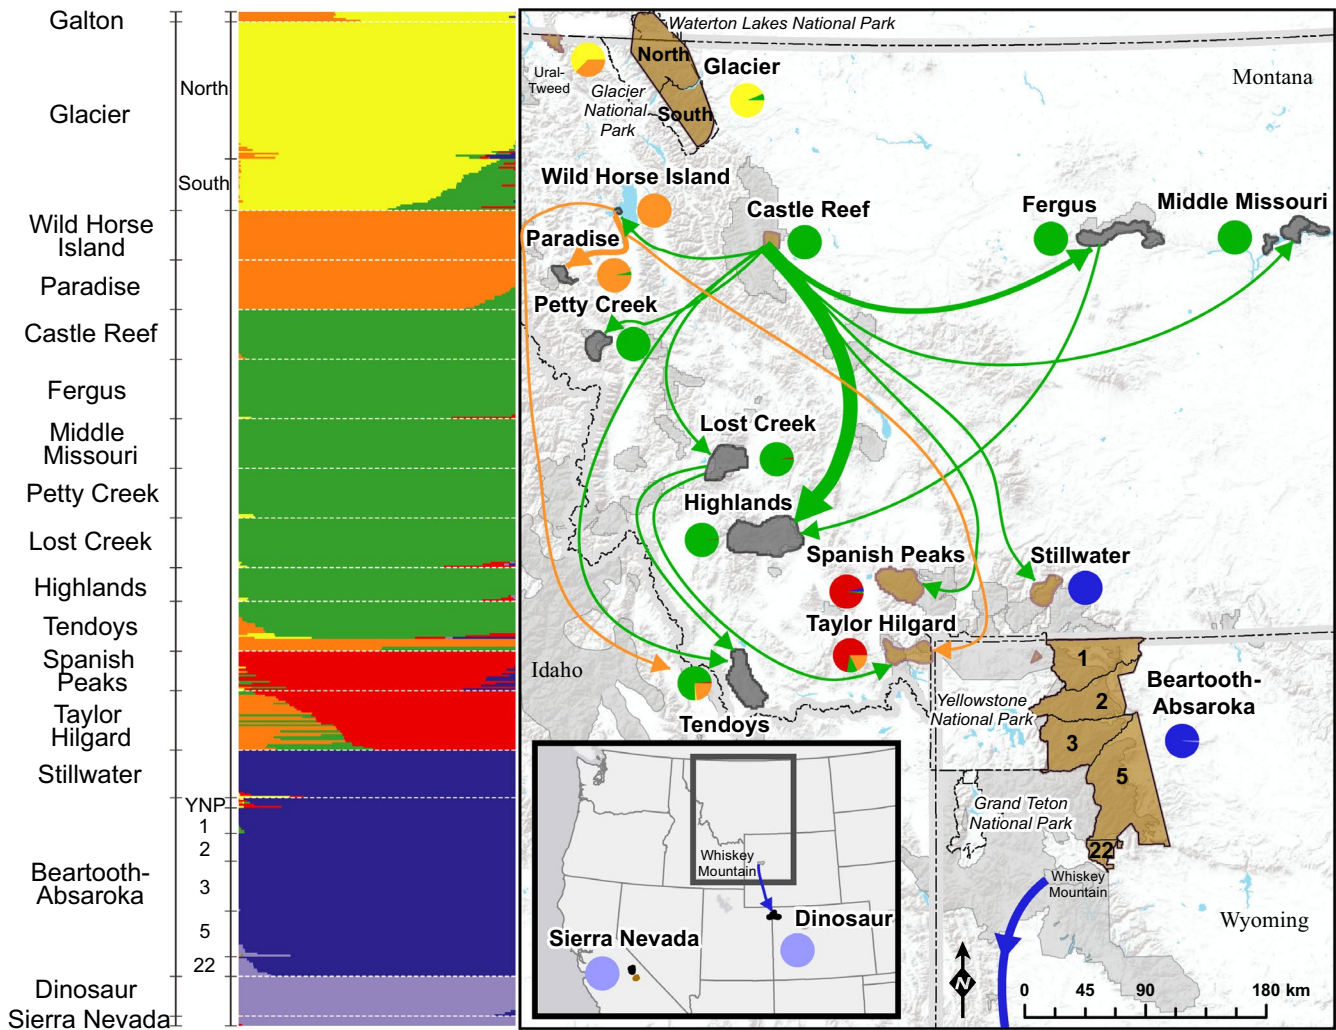 Galton
Glacier
North
South
Wild Horse
Island
Paradise
Castle Reef
Fergus
Middle
Missouri
Petty Creek
Lost Creek
Highlands
Tendoys
Spanish
Peaks
Taylor
Hilgard
Stillwater
YNP
1
2
Beartooth-
Absaroka
3
5
22
Dinosaur
Sierra Nevada
Waterton Lakes National Park
North
Glacier
Montana
Ural-
Tweed
Glacier
National
Park
South
Wild Horse Island
Castle Reef
Fergus
Middle Missouri
Paradise
Petty Creek
Lost Creek
Highlands
Spanish Peaks
Stillwater
Taylor Hilgard
Idaho
Tendoys
1
2
3
5
22
Beartooth-
Absaroka
Yellowstone
National Park
Grand Teton
National Park
Whiskey
Mountain
Wyoming
Whiskey
Mountain
Dinosaur
Sierra Nevada
N
0 45 90 180 km